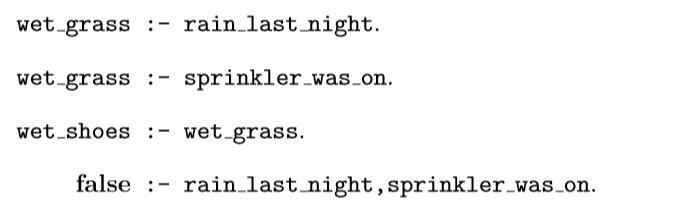 wet_grass :- rain_last_night.
wet_grass :- sprinkler_was_on.
wet_shoes :- wet_grass.
false :- rain_last_night,sprinkler_was_on.